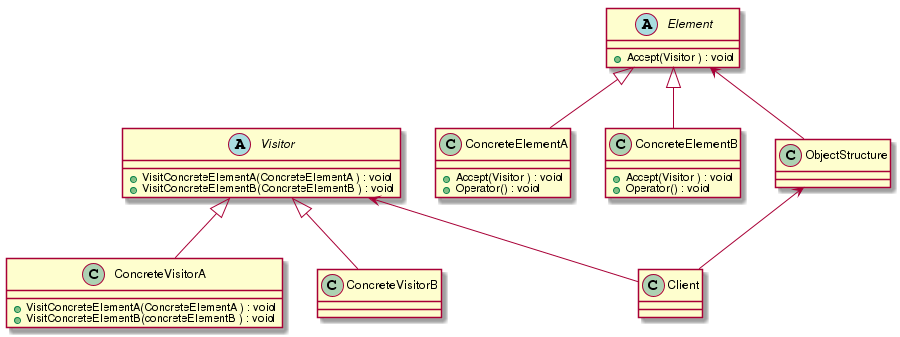 A Element
Accept(Visitor ) : void
A Visitor
VisitConcreteElementA(ConcreteElementA ) : void
VisitConcreteElementB(ConcreteElementB ) : void
C ConcreteElementA
Accept(Visitor ) : void
Operator() : void
C ConcreteElementB
Accept(Visitor ) : void
Operator() : void
C ObjectStructure
C ConcreteVisitorA
VisitConcreteElementA(ConcreteElementA ) : void
VisitConcreteElementB(concreteElementB ) : void
C ConcreteVisitorB
C Client